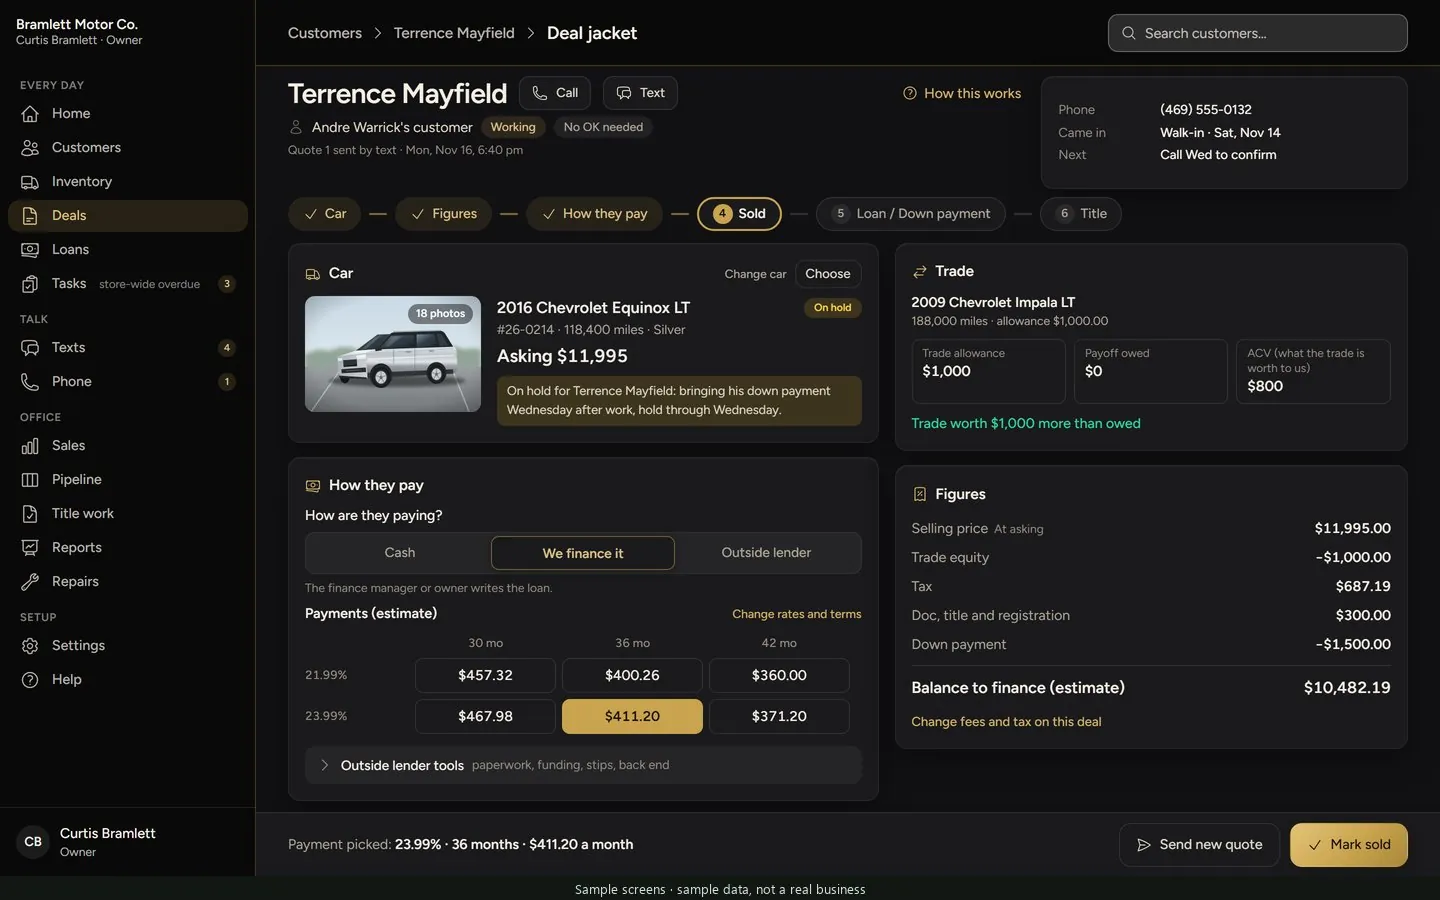 Bramlett Motor Co.
Curtis Bramlett · Owner
EVERY DAY
Home
Customers
Inventory
Deals
Loans
Tasks store-wide overdue 3
TALK
Texts 4
Phone 1
OFFICE
Sales
Pipeline
Title work
Reports
Repairs
SETUP
Settings
Help
CB
Curtis Bramlett
Owner
Customers > Terrence Mayfield > Deal jacket
Search customers...
Terrence Mayfield
Call
Text
How this works
Andre Warrick's customer Working No OK needed
Quote 1 sent by text · Mon, Nov 16, 6:40 pm
Phone (469) 555-0132
Came in Walk-in · Sat, Nov 14
Next Call Wed to confirm
Car
Figures
How they pay
4 Sold
5 Loan / Down payment
6 Title
Car
Change car Choose
18 photos
2016 Chevrolet Equinox LT
On hold
#26-0214 · 118,400 miles · Silver
Asking $11,995
On hold for Terrence Mayfield: bringing his down payment
Wednesday after work, hold through Wednesday.
How they pay
How are they paying?
Cash
We finance it
Outside lender
The finance manager or owner writes the loan.
Payments (estimate)
Change rates and terms
30 mo 36 mo 42 mo
21.99% $457.32 $400.26 $360.00
23.99% $467.98 $411.20 $371.20
Outside lender tools paperwork, funding, stips, back end
Trade
2009 Chevrolet Impala LT
188,000 miles · allowance $1,000.00
Trade allowance
$1,000
Payoff owed
$0
ACV (what the trade is
worth to us)
$800
Trade worth $1,000 more than owed
Figures
Selling price At asking $11,995.00
Trade equity -$1,000.00
Tax $687.19
Doc, title and registration $300.00
Down payment -$1,500.00
Balance to finance (estimate) $10,482.19
Change fees and tax on this deal
Payment picked: 23.99% · 36 months · $411.20 a month
Send new quote
Mark sold
Sample screens · sample data, not a real business